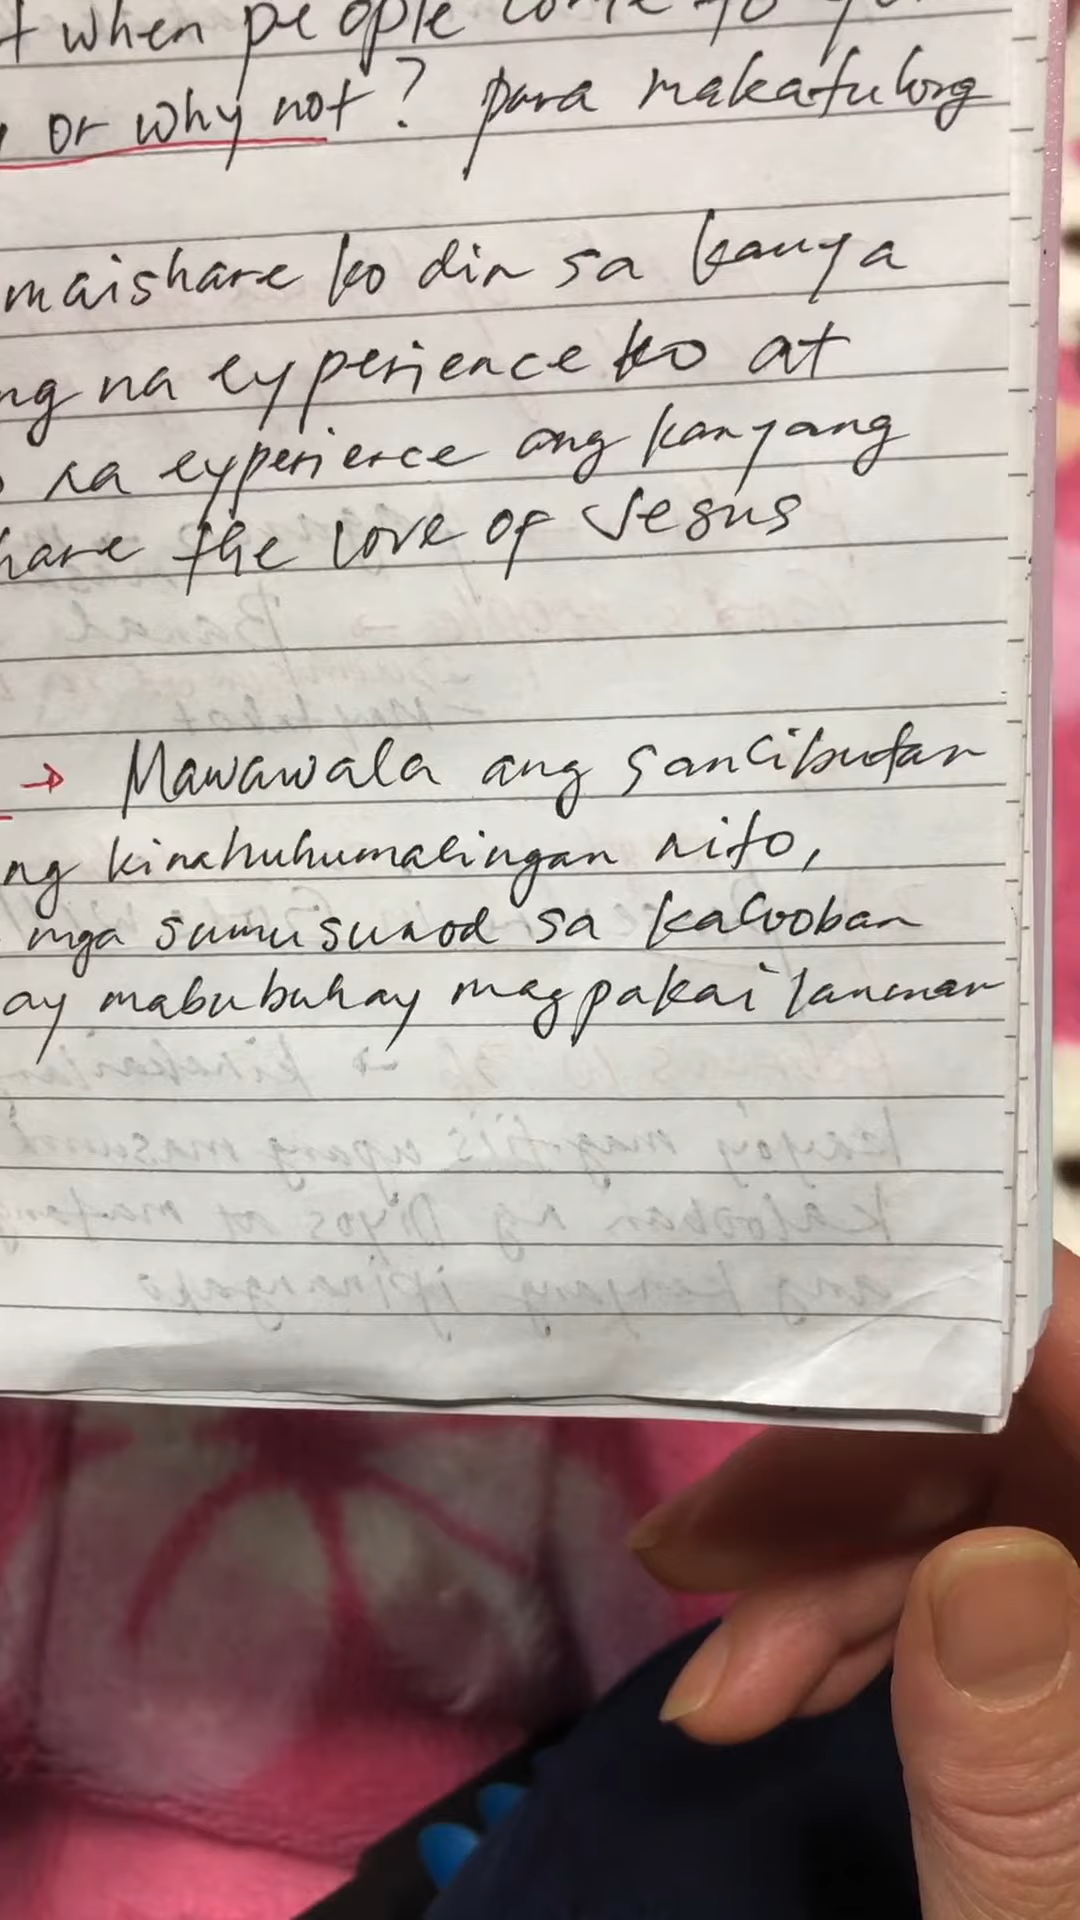 when people come to
or why not? para makatulong
maishare ko din sa kanya
ng na experience ko at
na experience ang kanyang
hare the love of Jesus
→ Mawawala ang sanlibutan
ng kinahuhumalingan nito,
mga sumusunod sa kalooban
ay mabubuhay magpakailanman